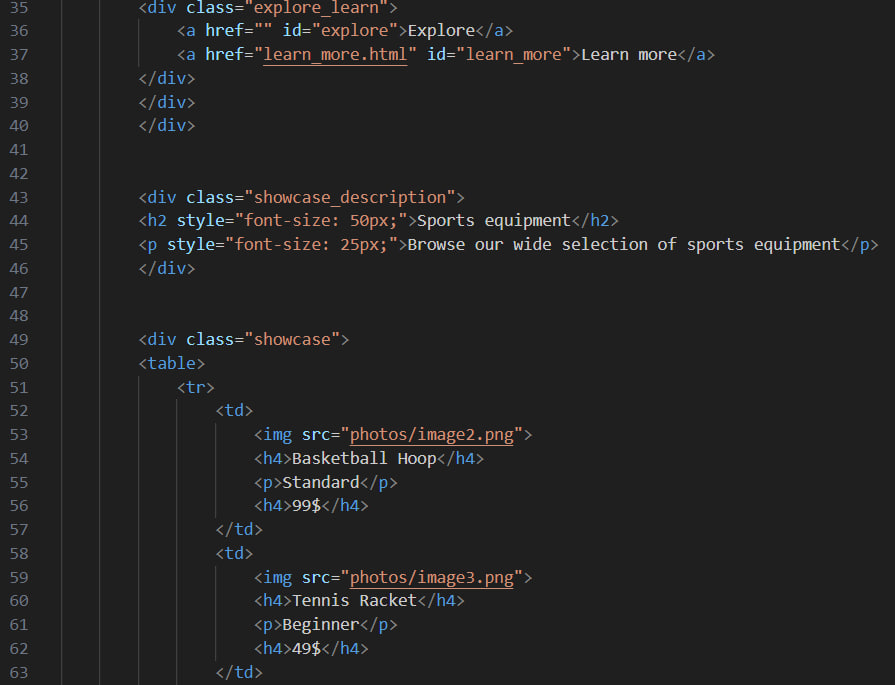 35 <div class="explore_learn">
36 <a href="" id="explore">Explore</a>
37 <a href="learn_more.html" id="learn_more">Learn more</a>
38 </div>
39 </div>
40 </div>
41
42
43 <div class="showcase_description">
44 <h2 style="font-size: 50px;">Sports equipment</h2>
45 <p style="font-size: 25px;">Browse our wide selection of sports equipment</p>
46 </div>
47
48
49 <div class="showcase">
50 <table>
51 <tr>
52 <td>
53 <img src="photos/image2.png">
54 <h4>Basketball Hoop</h4>
55 <p>Standard</p>
56 <h4>99$</h4>
57 </td>
58 <td>
59 <img src="photos/image3.png">
60 <h4>Tennis Racket</h4>
61 <p>Beginner</p>
62 <h4>49$</h4>
63 </td>